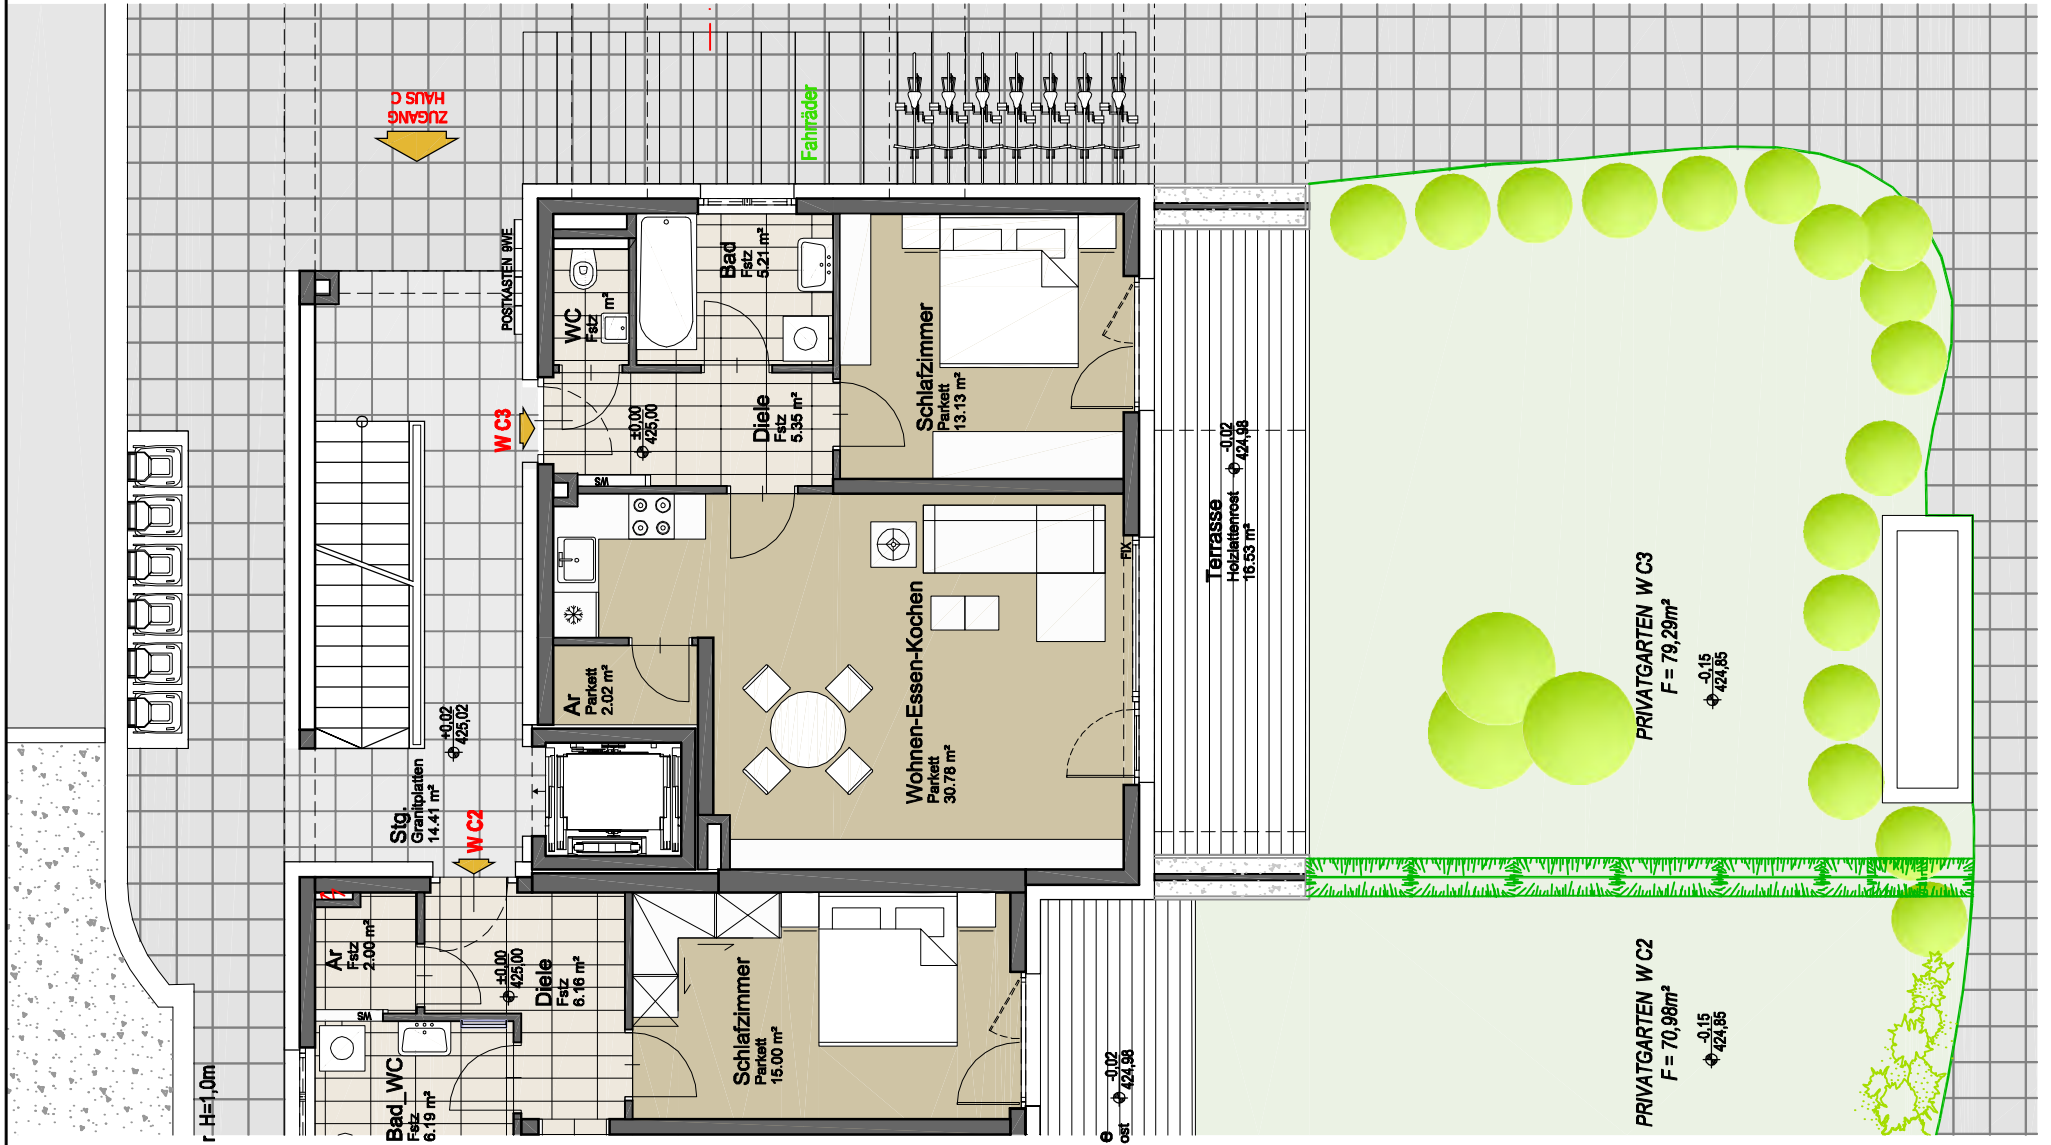 ZUGANG
HAUS C
Fahrräder
POSTKASTEN 9WE
WC
Fstz
m²
Bad
Fstz
5.21 m²
Schlafzimmer
Parkett
13.13 m²
W C3
±0,00
425,00
Diele
Fstz
5.35 m²
WS
Terrasse
Holzlattenrost
16.53 m²
-0,02
424,98
FIX
Wohnen-Essen-Kochen
Parkett
30.78 m²
Ar
Parkett
2.02 m²
+0,02
425,02
Stg.
Granitplatten
14.41 m²
W C2
PRIVATGARTEN W C3
F = 79,29m²
-0,15
424,85
Ar
Fstz
2.00 m²
±0,00
425,00
Diele
Fstz
6.16 m²
WS
Schlafzimmer
Parkett
15.00 m²
Bad_WC
Fstz
6.19 m²
r H=1,0m
-0,02
424,98
e
ost
PRIVATGARTEN W C2
F = 70,98m²
-0,15
424,85